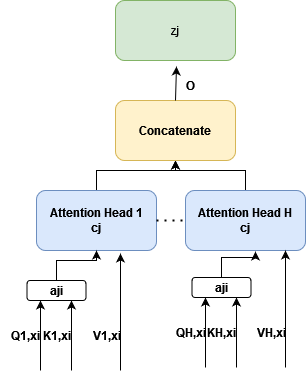 zj
O
Concatenate
Attention Head 1
cj
....
Attention Head H
cj
aji
aji
Q1,xi K1,xi V1,xi
QH,xi KH,xi VH,xi